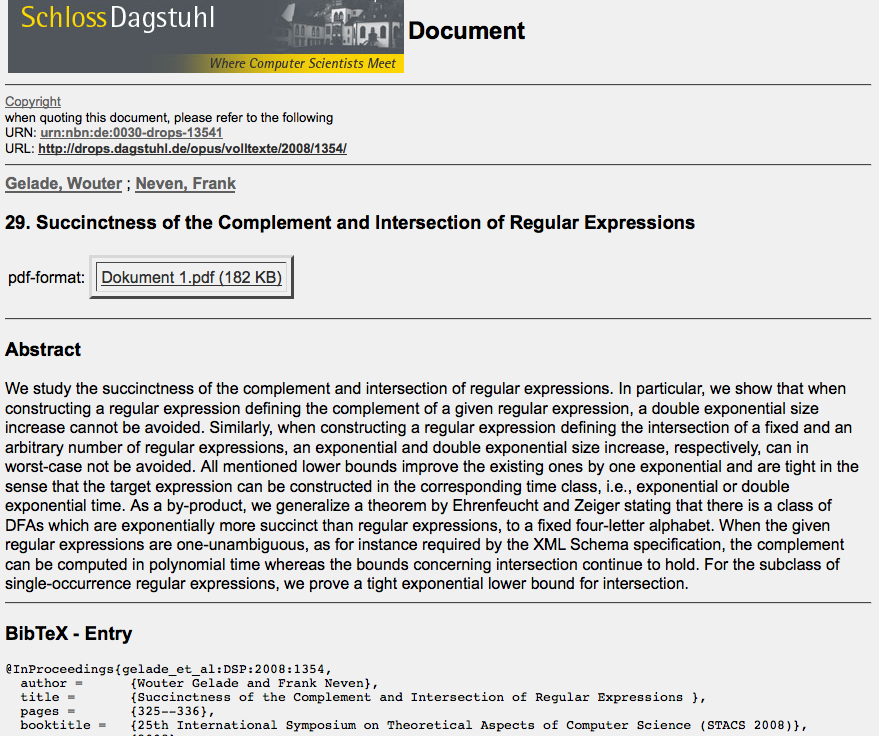 SchlossDagstuhl
Where Computer Scientists Meet
Document
Copyright
when quoting this document, please refer to the following
URN: urn:nbn:de:0030-drops-13541
URL: http://drops.dagstuhl.de/opus/volltexte/2008/1354/
Gelade, Wouter ; Neven, Frank
29. Succinctness of the Complement and Intersection of Regular Expressions
pdf-format: Dokument 1.pdf (182 KB)
Abstract
We study the succinctness of the complement and intersection of regular expressions. In particular, we show that when
constructing a regular expression defining the complement of a given regular expression, a double exponential size
increase cannot be avoided. Similarly, when constructing a regular expression defining the intersection of a fixed and an
arbitrary number of regular expressions, an exponential and double exponential size increase, respectively, can in
worst-case not be avoided. All mentioned lower bounds improve the existing ones by one exponential and are tight in the
sense that the target expression can be constructed in the corresponding time class, i.e., exponential or double
exponential time. As a by-product, we generalize a theorem by Ehrenfeucht and Zeiger stating that there is a class of
DFAs which are exponentially more succinct than regular expressions, to a fixed four-letter alphabet. When the given
regular expressions are one-unambiguous, as for instance required by the XML Schema specification, the complement
can be computed in polynomial time whereas the bounds concerning intersection continue to hold. For the subclass of
single-occurrence regular expressions, we prove a tight exponential lower bound for intersection.
BibTeX - Entry
@InProceedings{gelade_et_al:DSP:2008:1354,
author = {Wouter Gelade and Frank Neven},
title = {Succinctness of the Complement and Intersection of Regular Expressions },
pages = {325--336},
booktitle = {25th International Symposium on Theoretical Aspects of Computer Science (STACS 2008)},